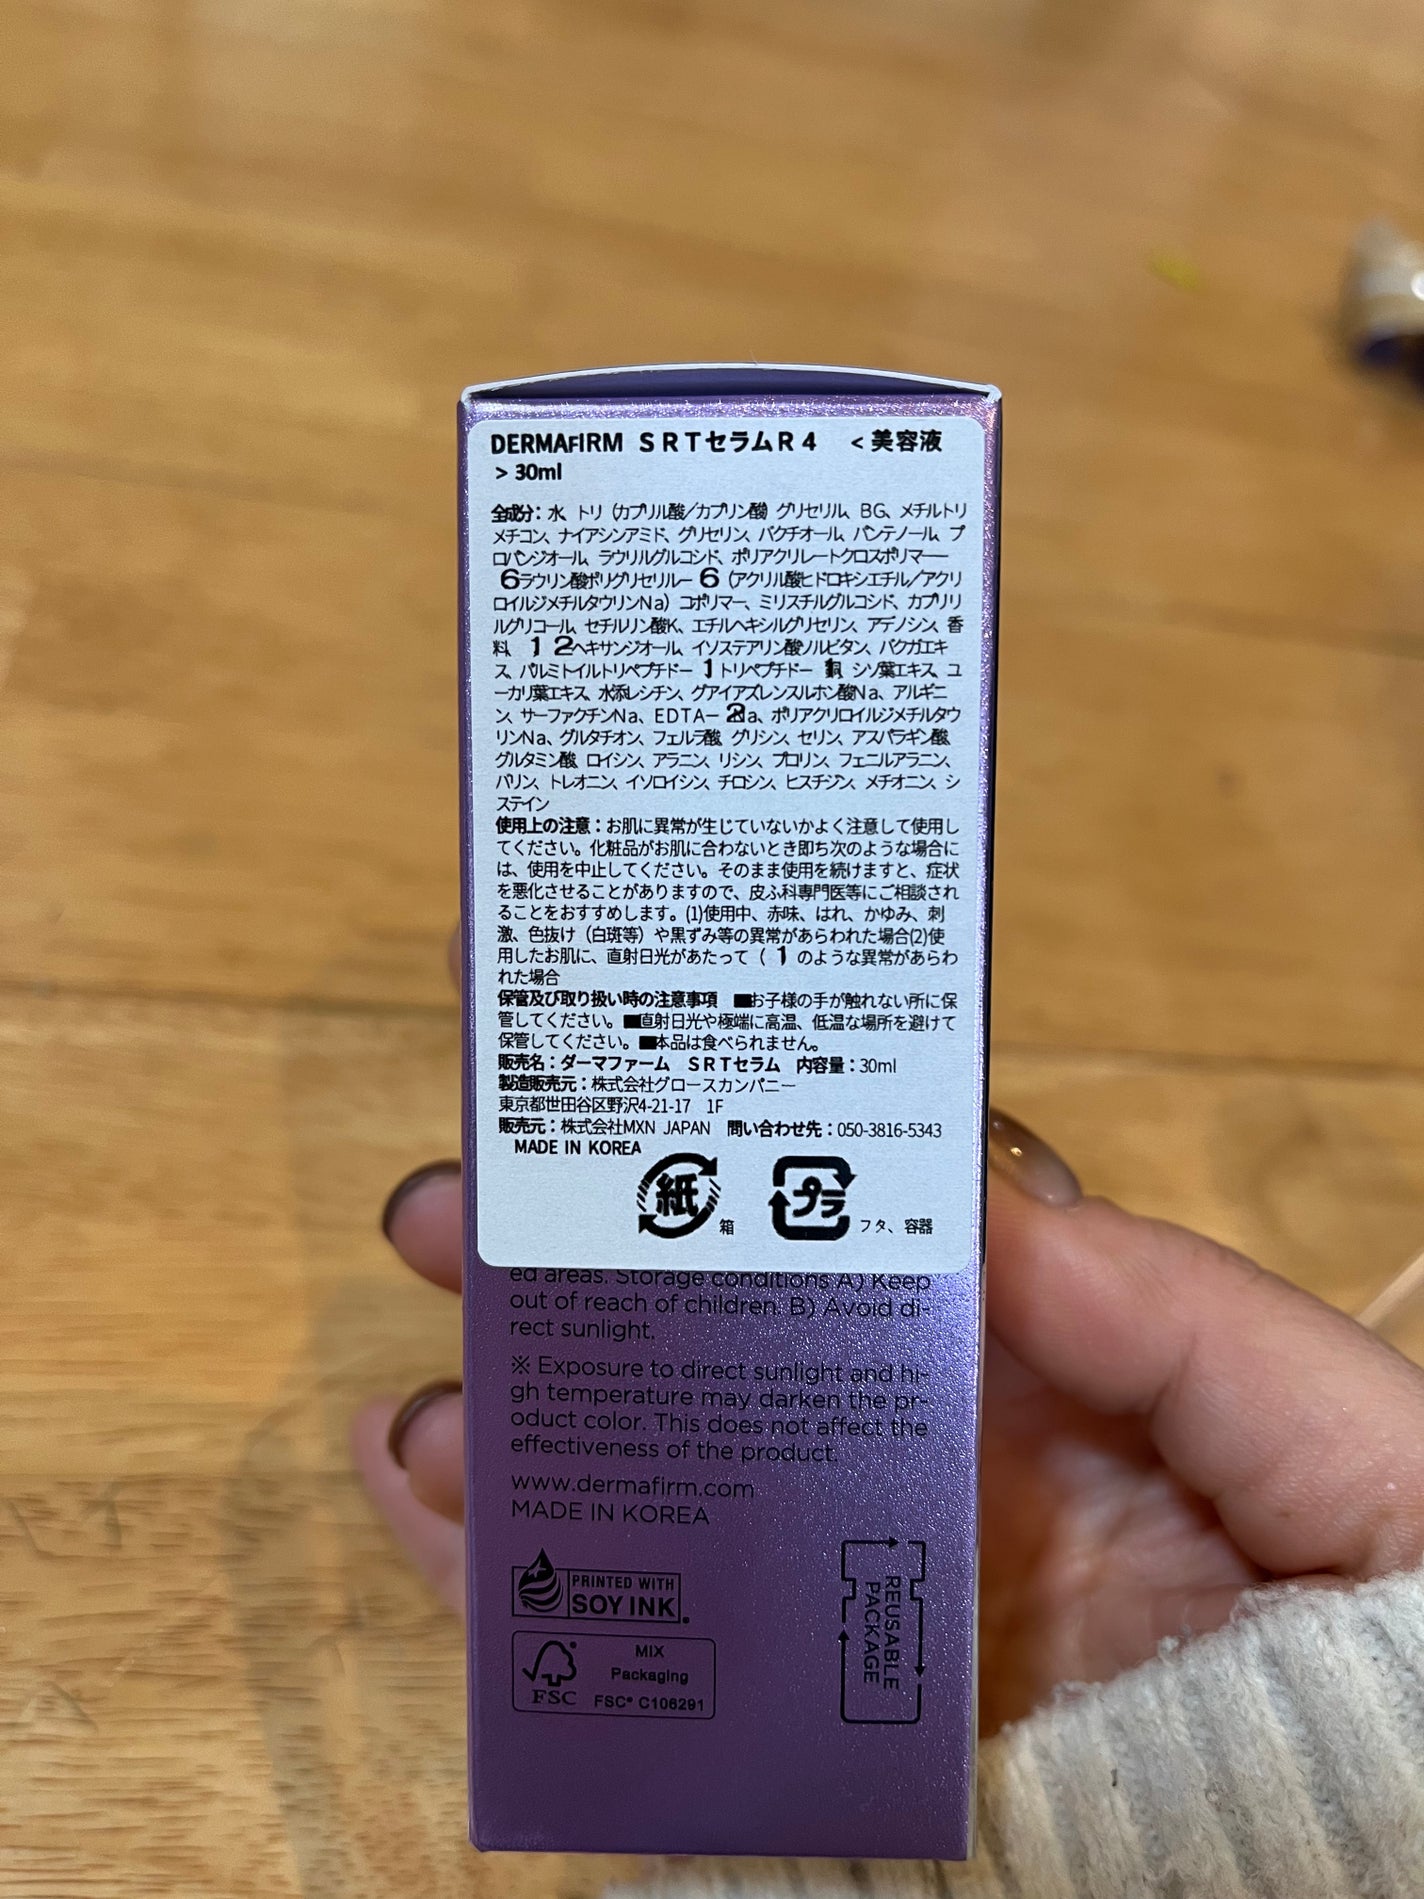 DERMAFIRM ＳＲＴセラムＲ４ ＜美容液
＞30ml
全成分：水、トリ（カプリル酸／カプリン酸）グリセリル、BG、メチルトリ
メチコン、ナイアシンアミド、グリセリン、バクチオール、パンテノール、プ
ロパンジオール、ラウリルグルコシド、ポリアクリレートクロスポリマー
６ラウリン酸ポリグリセリル－６（アクリル酸ヒドロキシエチル／アクリ
ロイルジメチルタウリンNa）コポリマー、ミリスチルグルコシド、カプリリ
ルグリコール、セチルリン酸K、エチルヘキシルグリセリン、アデノシン、香
料、１２ヘキサンジオール、イソステアリン酸ソルビタン、バクガエキ
ス、パルミトイルトリペプチド－１トリペプチド－１銅、シソ葉エキス、ユ
ーカリ葉エキス、水添レシチン、グアイアズレンスルホン酸Na、アルギニ
ン、サーファクチンNa、EDTA－2Na、ポリアクリロイルジメチルタウ
リンNa、グルタチオン、フェルラ酸、グリシン、セリン、アスパラギン酸、
グルタミン酸、ロイシン、アラニン、リシン、プロリン、フェニルアラニン、
バリン、トレオニン、イソロイシン、チロシン、ヒスチジン、メチオニン、シ
ステイン
使用上の注意：お肌に異常が生じていないかよく注意して使用し
てください。化粧品がお肌に合わないとき即ち次のような場合に
は、使用を中止してください。そのまま使用を続けますと、症状
を悪化させることがありますので、皮ふ科専門医等にご相談され
ることをおすすめします。(1)使用中、赤味、はれ、かゆみ、刺
激、色抜け（白斑等）や黒ずみ等の異常があらわれた場合(2)使
用したお肌に、直射日光があたって（１のような異常があらわ
れた場合
保管及び取り扱い時の注意事項 ■お子様の手が触れない所に保
管してください。■直射日光や極端に高温、低温な場所を避けて
保管してください。■本品は食べられません。
販売名：ダーマファーム ＳＲＴセラム 内容量：30ml
製造販売元：株式会社グロースカンパニー
東京都世田谷区野沢4-21-17 1F
販売元：株式会社MXN JAPAN 問い合わせ先：050-3816-5343
MADE IN KOREA
紙 箱 プラ フタ、容器
ed areas. Storage conditions A) Keep
out of reach of children. B) Avoid di-
rect sunlight.
※ Exposure to direct sunlight and hi-
gh temperature may darken the pr-
oduct color. This does not affect the
effectiveness of the product.
www.dermafirm.com
MADE IN KOREA
PRINTED WITH
SOY INK
MIX
Packaging
FSC FSC® C106291
REUSABLE
PACKAGE